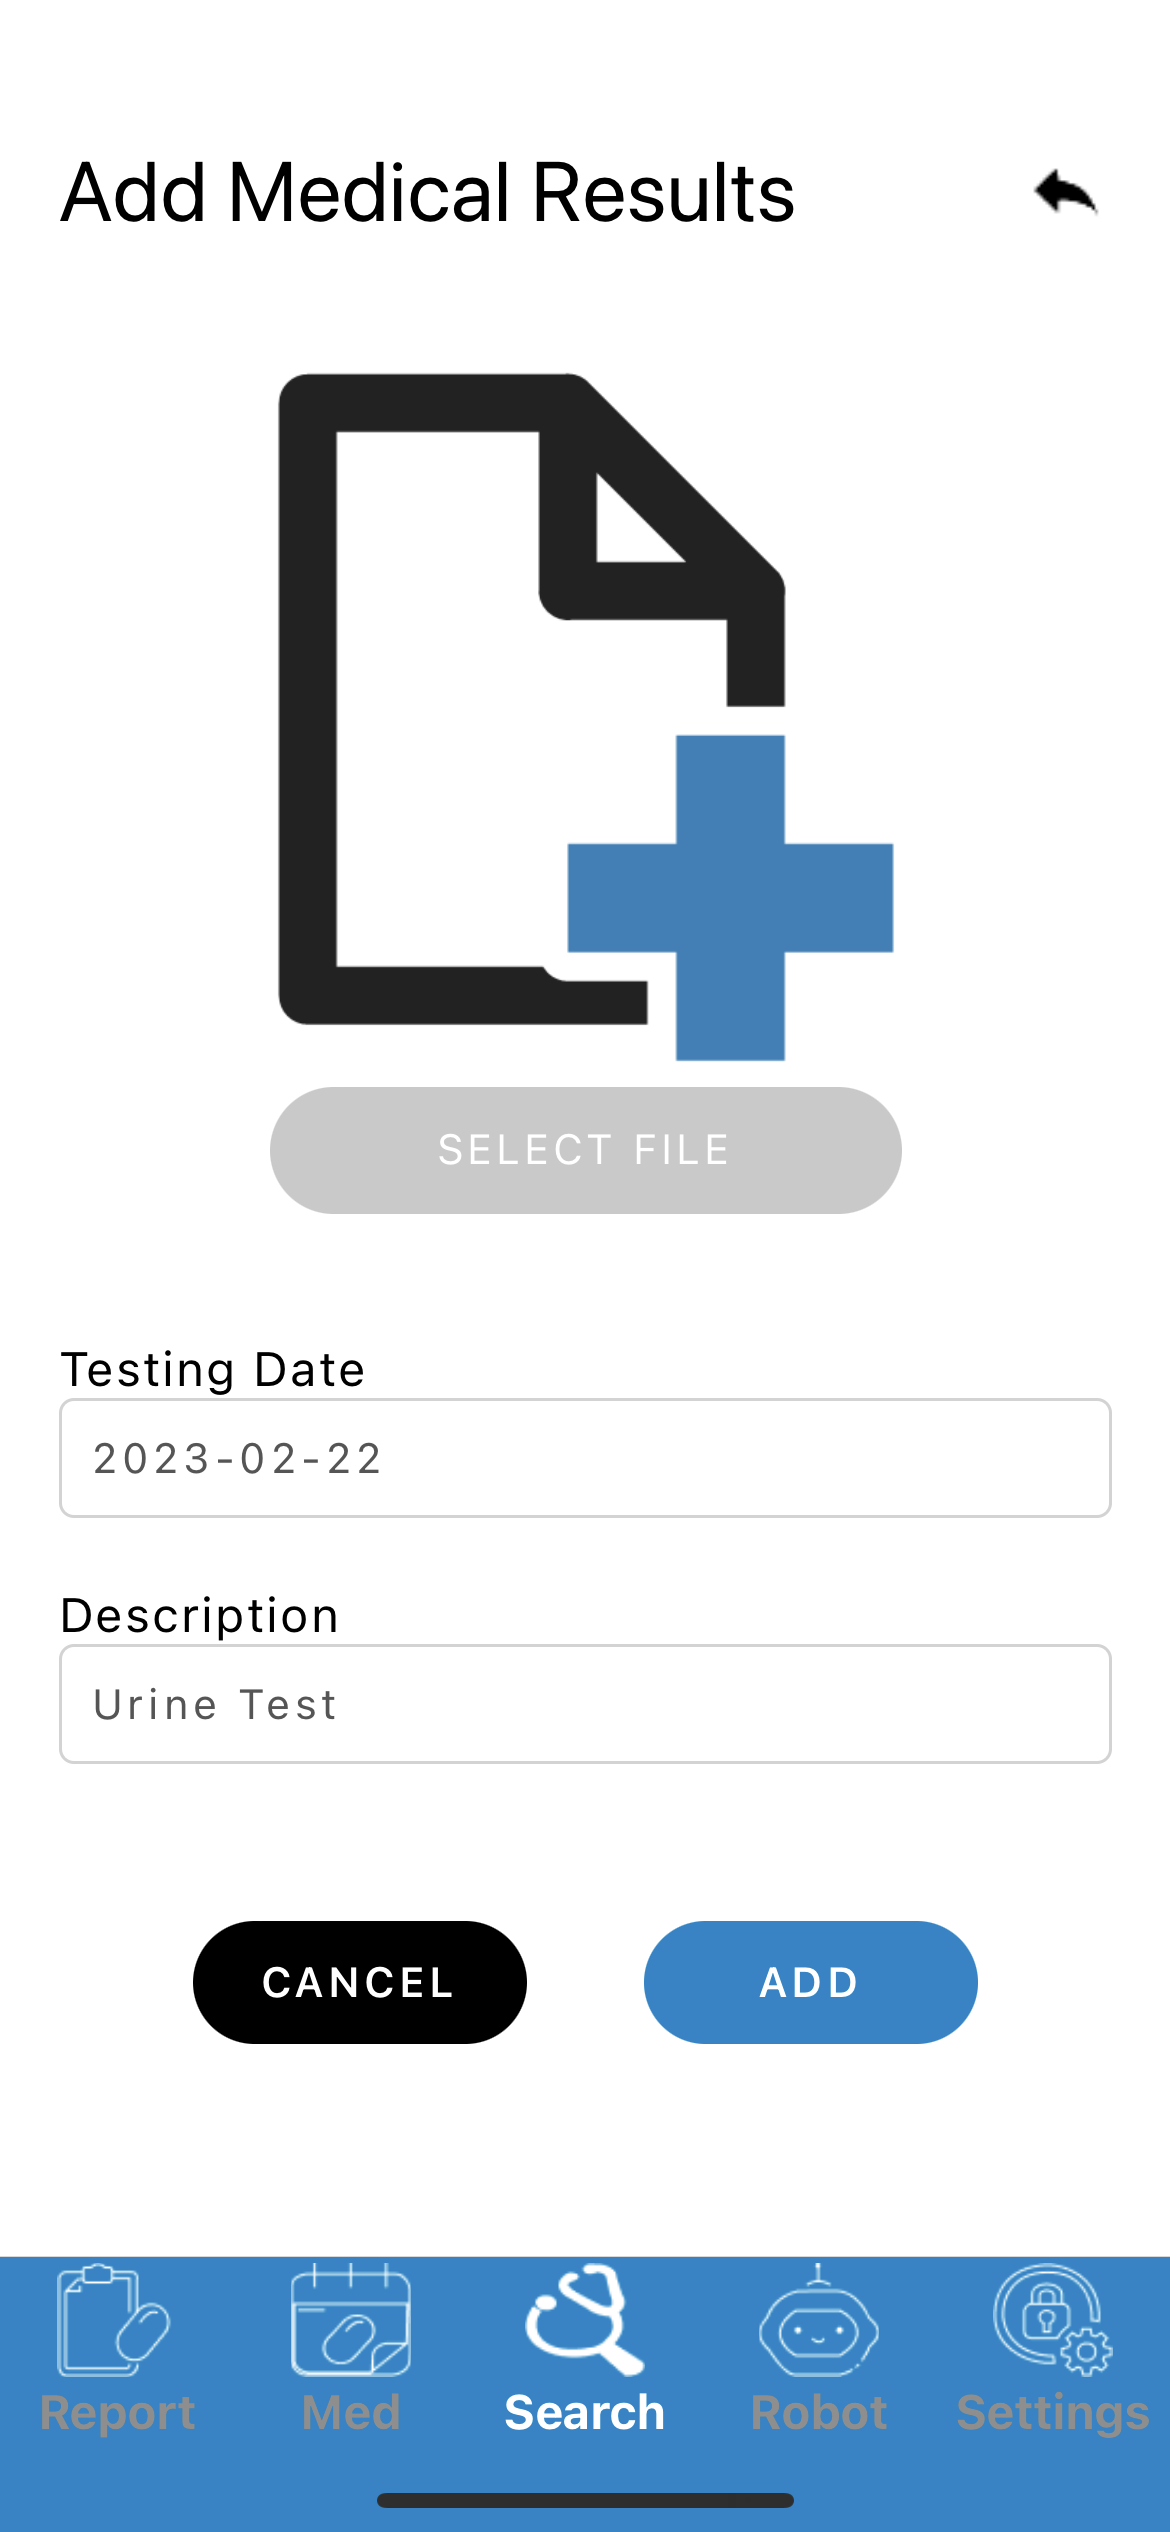 Add Medical Results
SELECT FILE
Testing Date
2023-02-22
Description
Urine Test
CANCEL ADD
Report Med Search Robot Settings